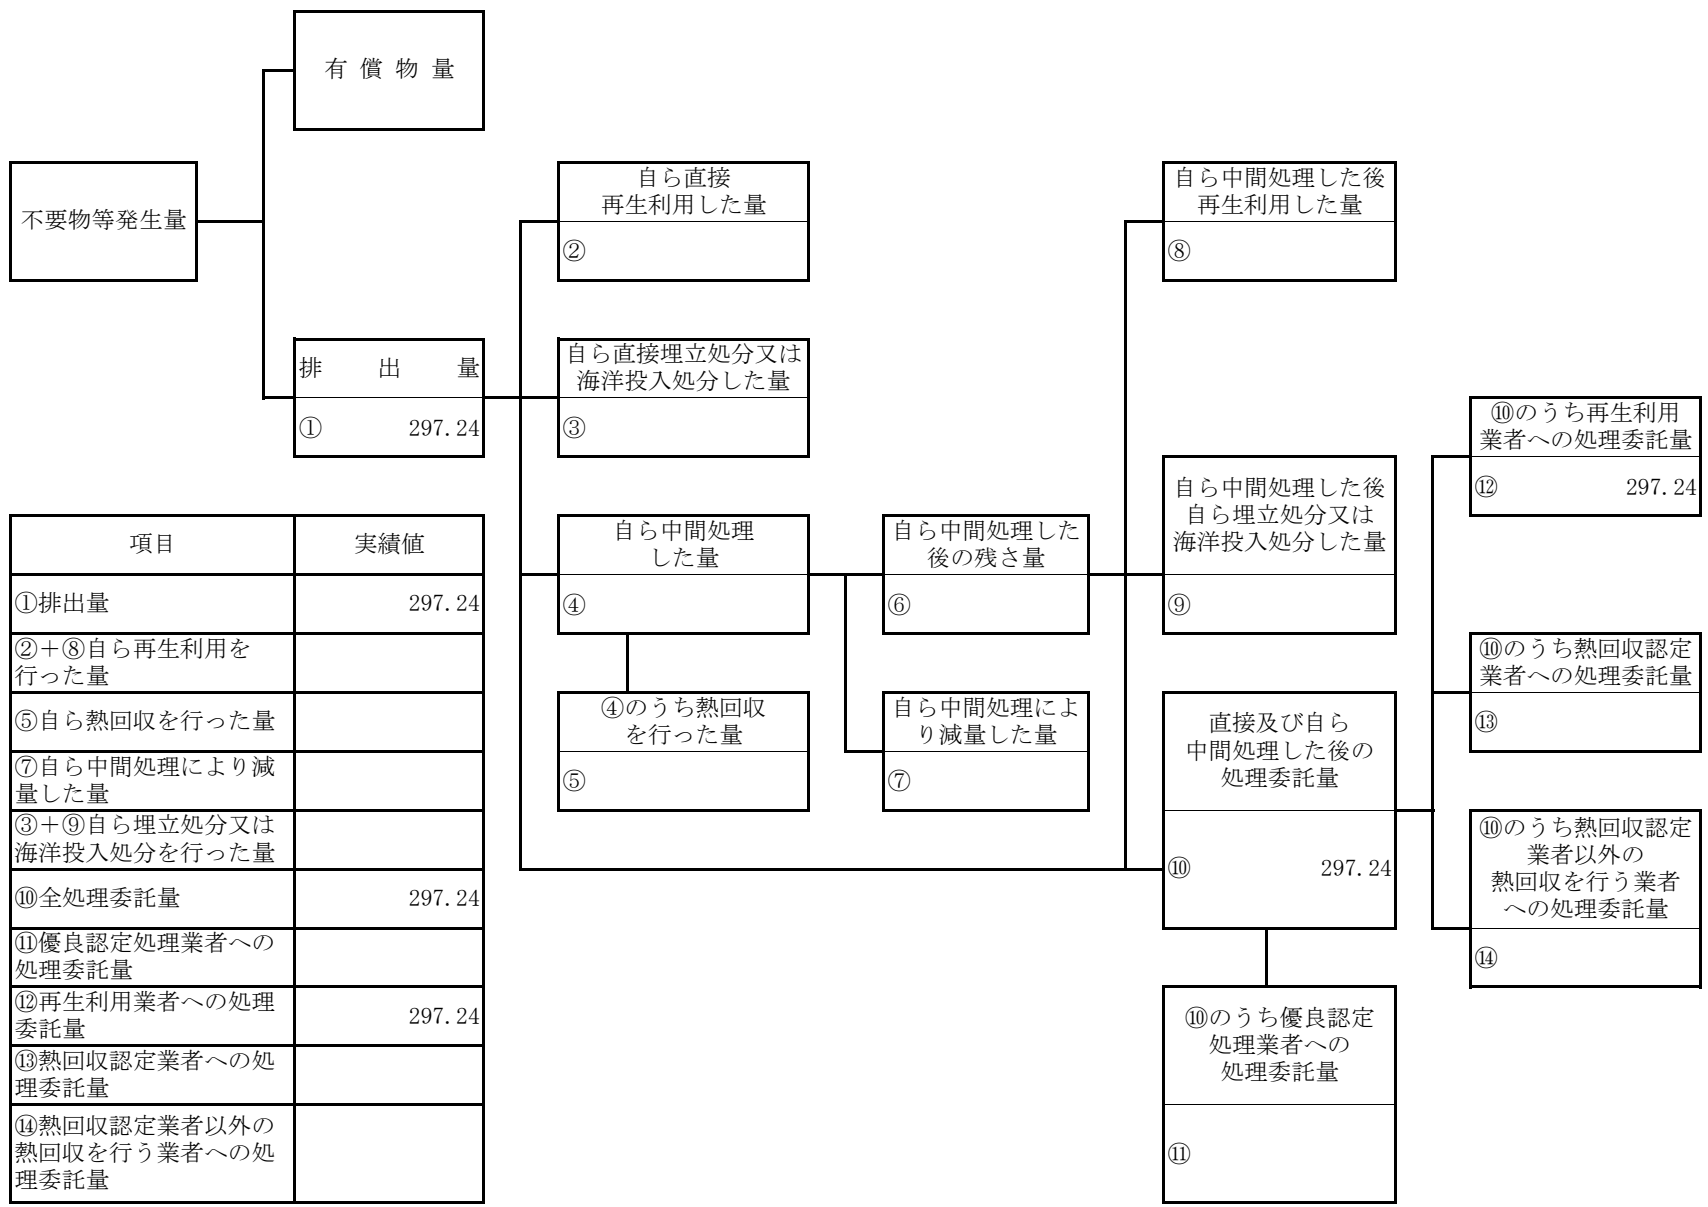 有償物量
不要物等発生量
自ら直接
再生利用した量
②
自ら中間処理した後
再生利用した量
⑧
排出量
① 297.24
自ら直接埋立処分又は
海洋投入処分した量
③
⑩のうち再生利用
業者への処理委託量
⑫ 297.24
自ら中間処理
した量
④
自ら中間処理した
後の残さ量
⑥
自ら中間処理した後
自ら埋立処分又は
海洋投入処分した量
⑨
⑩のうち熱回収認定
業者への処理委託量
⑬
④のうち熱回収
を行った量
⑤
自ら中間処理によ
り減量した量
⑦
直接及び自ら
中間処理した後の
処理委託量
⑩ 297.24
⑩のうち熱回収認定
業者以外の
熱回収を行う業者
への処理委託量
⑭
⑩のうち優良認定
処理業者への
処理委託量
⑪
項目 実績値
①排出量 297.24
②＋⑧自ら再生利用を
行った量
⑤自ら熱回収を行った量
⑦自ら中間処理により減
量した量
③＋⑨自ら埋立処分又は
海洋投入処分を行った量
⑩全処理委託量 297.24
⑪優良認定処理業者への
処理委託量
⑫再生利用業者への処理
委託量 297.24
⑬熱回収認定業者への処
理委託量
⑭熱回収認定業者以外の
熱回収を行う業者への処
理委託量